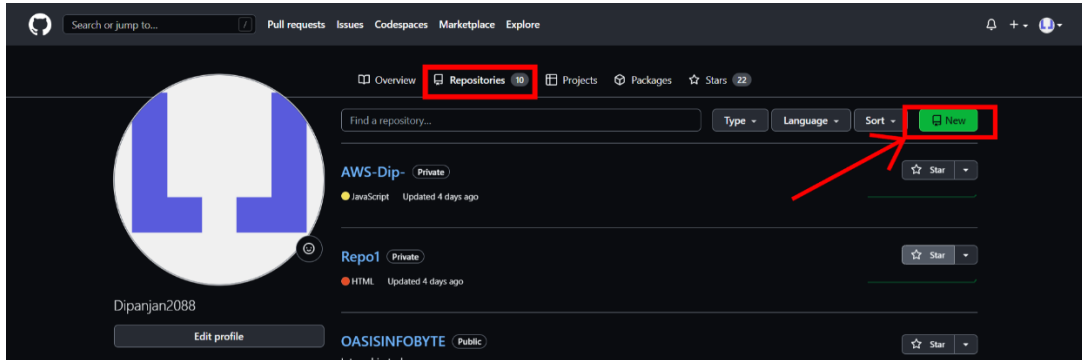 Search or jump to... / Pull requests Issues Codespaces Marketplace Explore
Overview Repositories 10 Projects Packages Stars 22
Find a repository... Type Language Sort New
AWS-Dip- Private Star
JavaScript Updated 4 days ago
Repo1 Private Star
HTML Updated 4 days ago
Dipanjan2088
Edit profile
OASISINFOBYTE Public Star